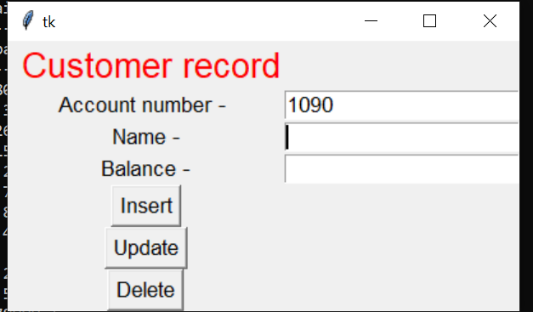 tk
Customer record
Account number - 1090
Name -
Balance -
Insert
Update
Delete